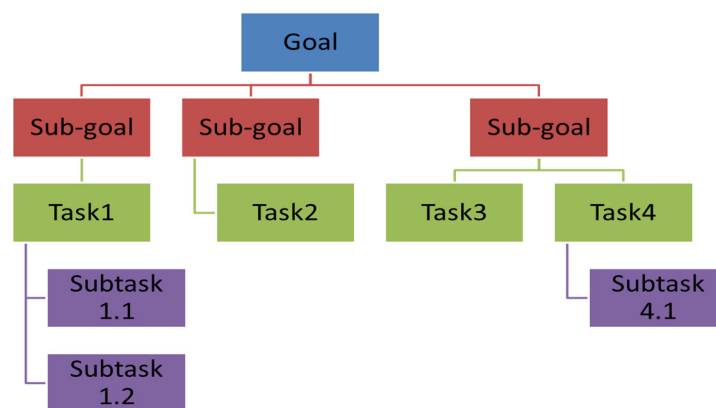 Goal
Sub-goal
Sub-goal
Sub-goal
Task1
Task2
Task3
Task4
Subtask
1.1
Subtask
4.1
Subtask
1.2